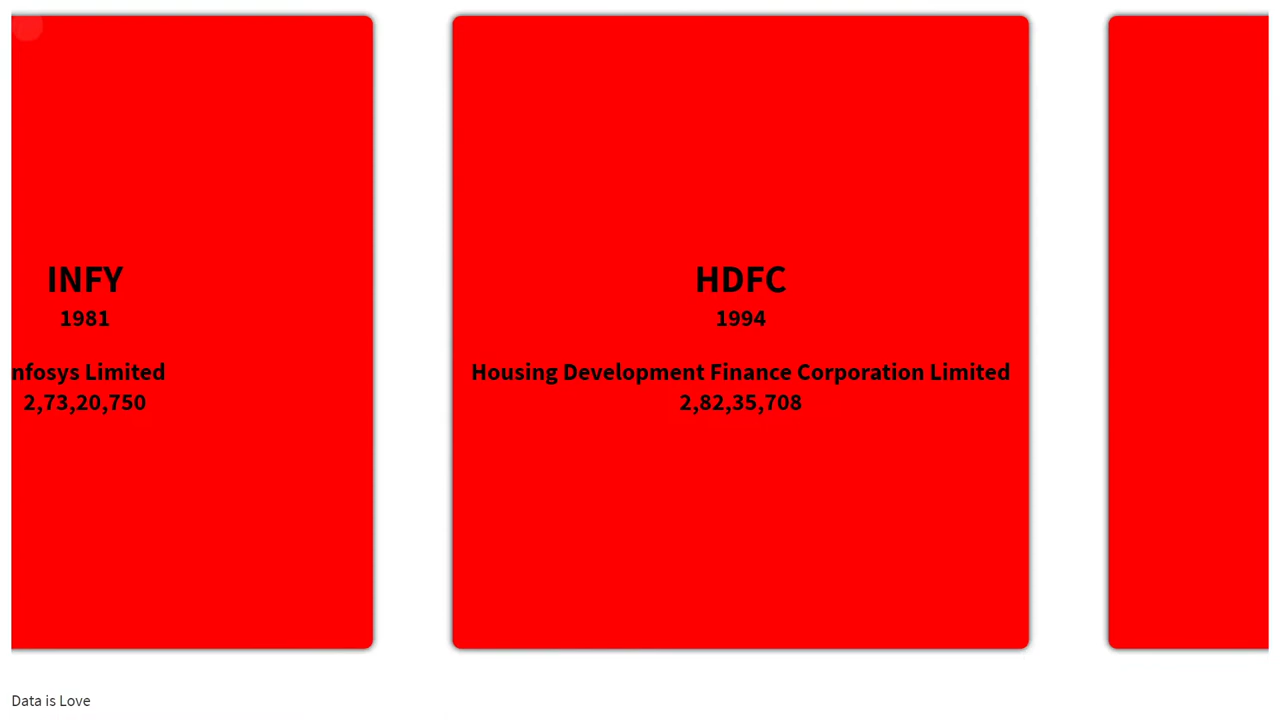 INFY
1981
nfosys Limited
2,73,20,750
HDFC
1994
Housing Development Finance Corporation Limited
2,82,35,708
Data is Love